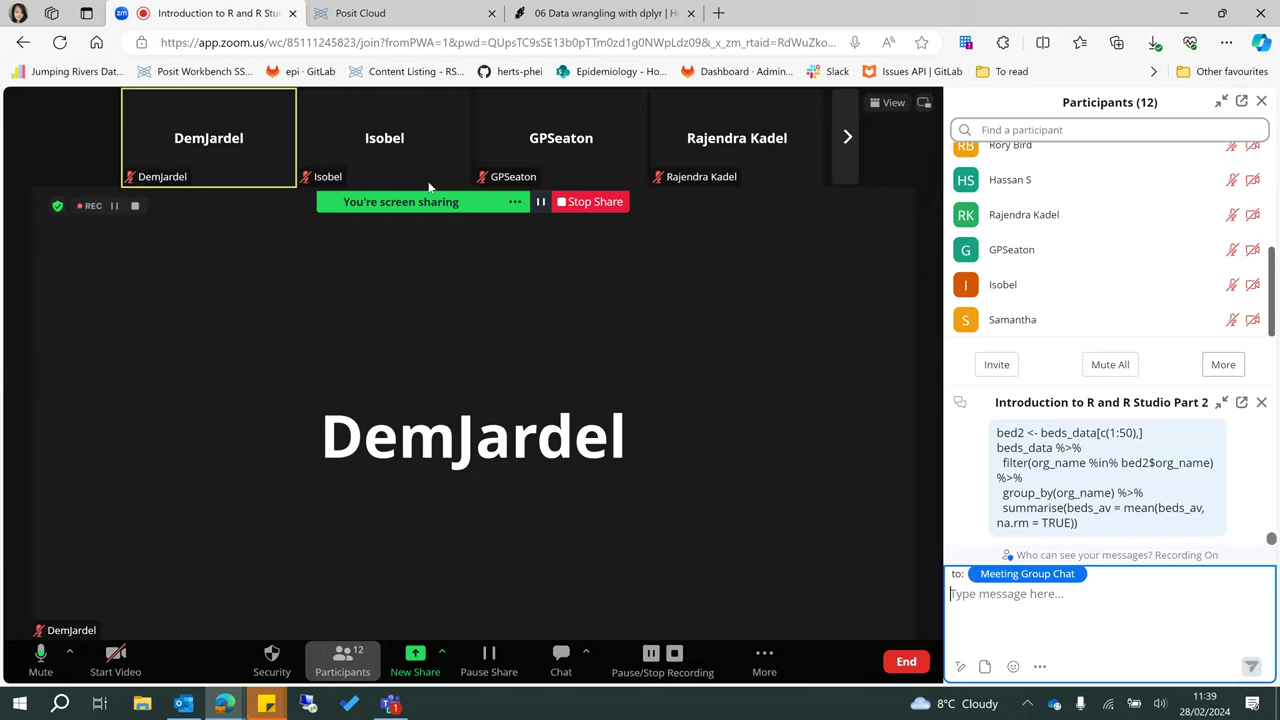 Introduction to R and R Studio
Posit Cloud
06 Data wrangling with dplyr | H
https://app.zoom.us/wc/85111245823/join?fromPWA=1&pwd=QUpsTC9sSE13b0pTTm0zd1g0NWpLdz09&_x_zm_rtaid=RdWuZko...
Jumping Rivers Dat...
Posit Workbench SS...
epi · GitLab
Content Listing - R...
herts-phei
Epidemiology - Ho...
Dashboard · Admin...
Slack
Issues API | GitLab
To read
Other favourites
DemJardel
Isobel
GPSeaton
Rajendra Kadel
View
DemJardel
Isobel
GPSeaton
Rajendra Kadel
REC
You're screen sharing
Stop Share
DemJardel
DemJardel
Mute
Start Video
Security
12
Participants
New Share
Pause Share
Chat
Pause/Stop Recording
More
End
Participants (12)
Find a participant
RB Rory Bird
HS Hassan S
RK Rajendra Kadel
G GPSeaton
I Isobel
S Samantha
Invite
Mute All
More
Introduction to R and R Studio Part 2
bed2 <- beds_data[c(1:50),]
beds_data %>%
filter(org_name %in% bed2$org_name)
%>%
group_by(org_name) %>%
summarise(beds_av = mean(beds_av,
na.rm = TRUE))
Who can see your messages? Recording On
to: Meeting Group Chat
Type message here...
8°C Cloudy
11:39
28/02/2024